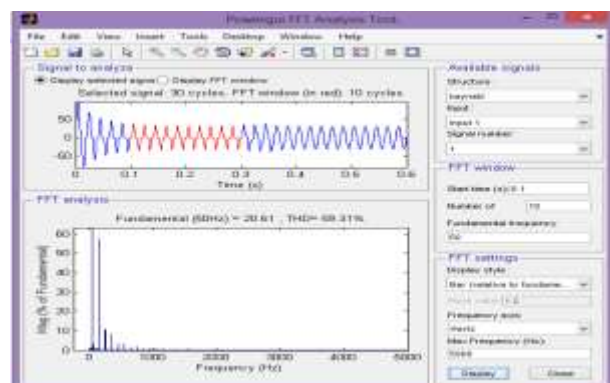 Powergui FFT Analysis Tool
File Edit View Insert Tools Desktop Window Help
Signal to analyze
Display selected signal Display FFT window
Selected signal: 30 cycles. FFT window (in red): 10 cycles
50
0
-50
0 0.1 0.2 0.3 0.4 0.5 0.6
Time (s)
FFT analysis
Fundamental (50Hz) = 20.61 , THD= 69.31%
60
50
40
30
20
10
0
Mag (% of Fundamental)
0 1000 2000 3000 4000 5000
Frequency (Hz)
Available signals
Structure
Input
input 1
Signal number
1
FFT window
Start time (s): 0.1
Number of 10
Fundamental frequency
FFT settings
Display style
Bar (relative to fundame...
Frequency axis
Hertz
Max Frequency (Hz)
5000
Display Close